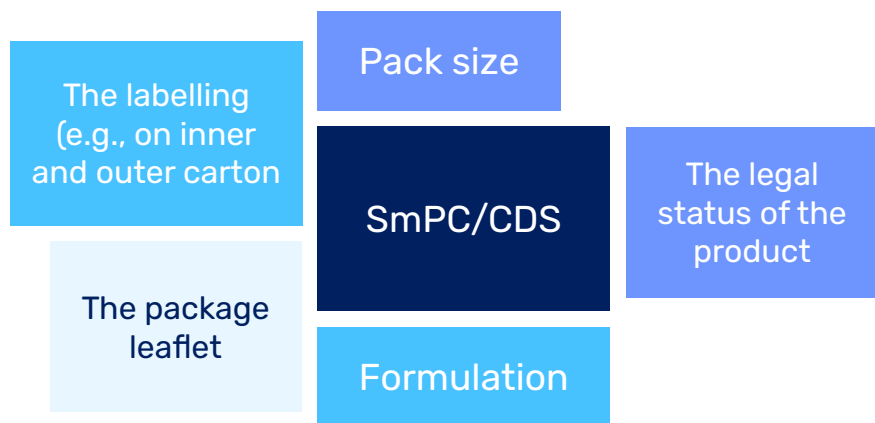 Pack size
The labelling
(e.g., on inner
and outer carton
SmPC/CDS
The legal
status of the
product
The package
leaflet
Formulation